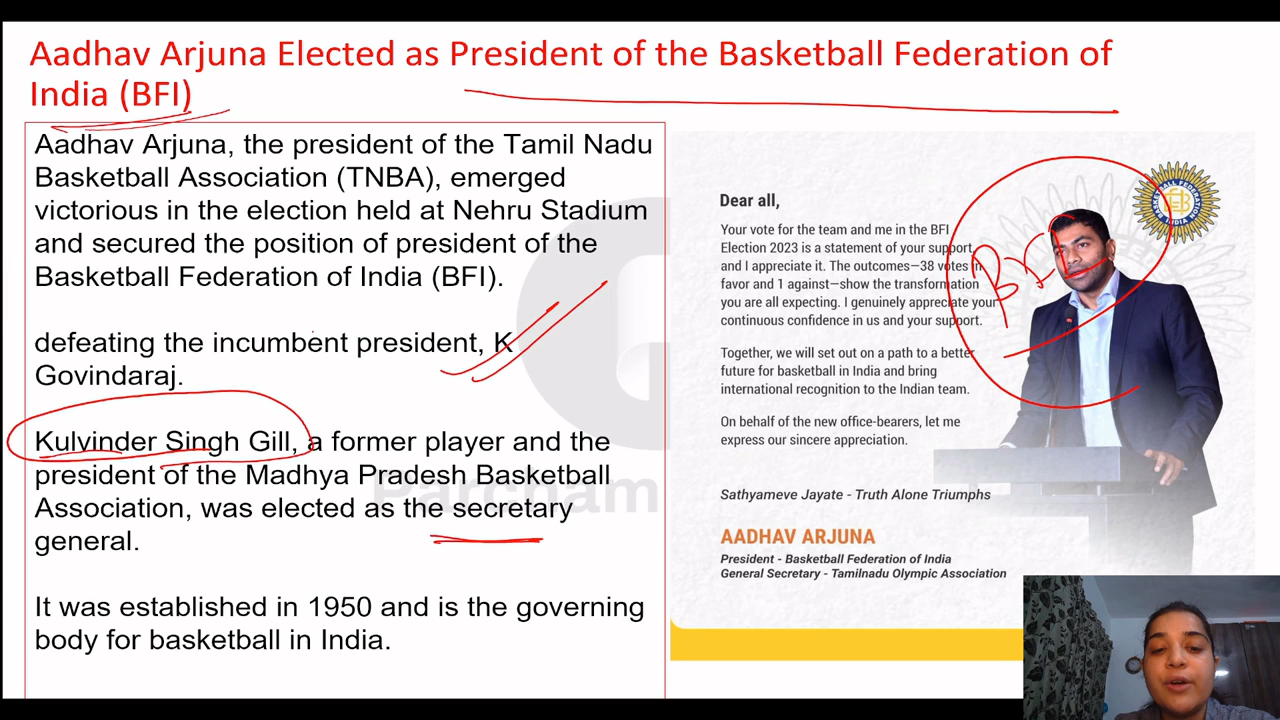 Aadhav Arjuna Elected as President of the Basketball Federation of
India (BFI)
Aadhav Arjuna, the president of the Tamil Nadu
Basketball Association (TNBA), emerged
victorious in the election held at Nehru Stadium
and secured the position of president of the
Basketball Federation of India (BFI).
defeating the incumbent president, K
Govindaraj.
Kulvinder Singh Gill, a former player and the
president of the Madhya Pradesh Basketball
Association, was elected as the secretary
general.
It was established in 1950 and is the governing
body for basketball in India.
Parcham
Dear all,
Your vote for the team and me in the BFI
Election 2023 is a statement of your support,
and I appreciate it. The outcomes—38 votes in
favor and 1 against—show the transformation
you are all expecting. I genuinely appreciate your
continuous confidence in us and your support.
Together, we will set out on a path to a better
future for basketball in India and bring
international recognition to the Indian team.
On behalf of the new office-bearers, let me
express our sincere appreciation.
Sathyameve Jayate - Truth Alone Triumphs
AADHAV ARJUNA
President - Basketball Federation of India
General Secretary - Tamilnadu Olympic Association
BASKETBALL FEDERATION
INDIA